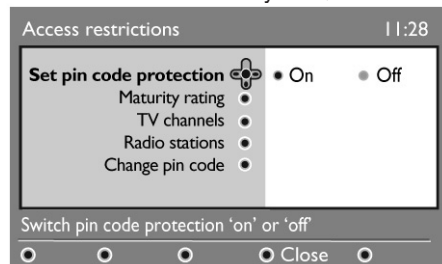 Access restrictions 11:28
Set pin code protection On Off
Maturity rating
TV channels
Radio stations
Change pin code
Switch pin code protection ‘on’ or ‘off’
Close